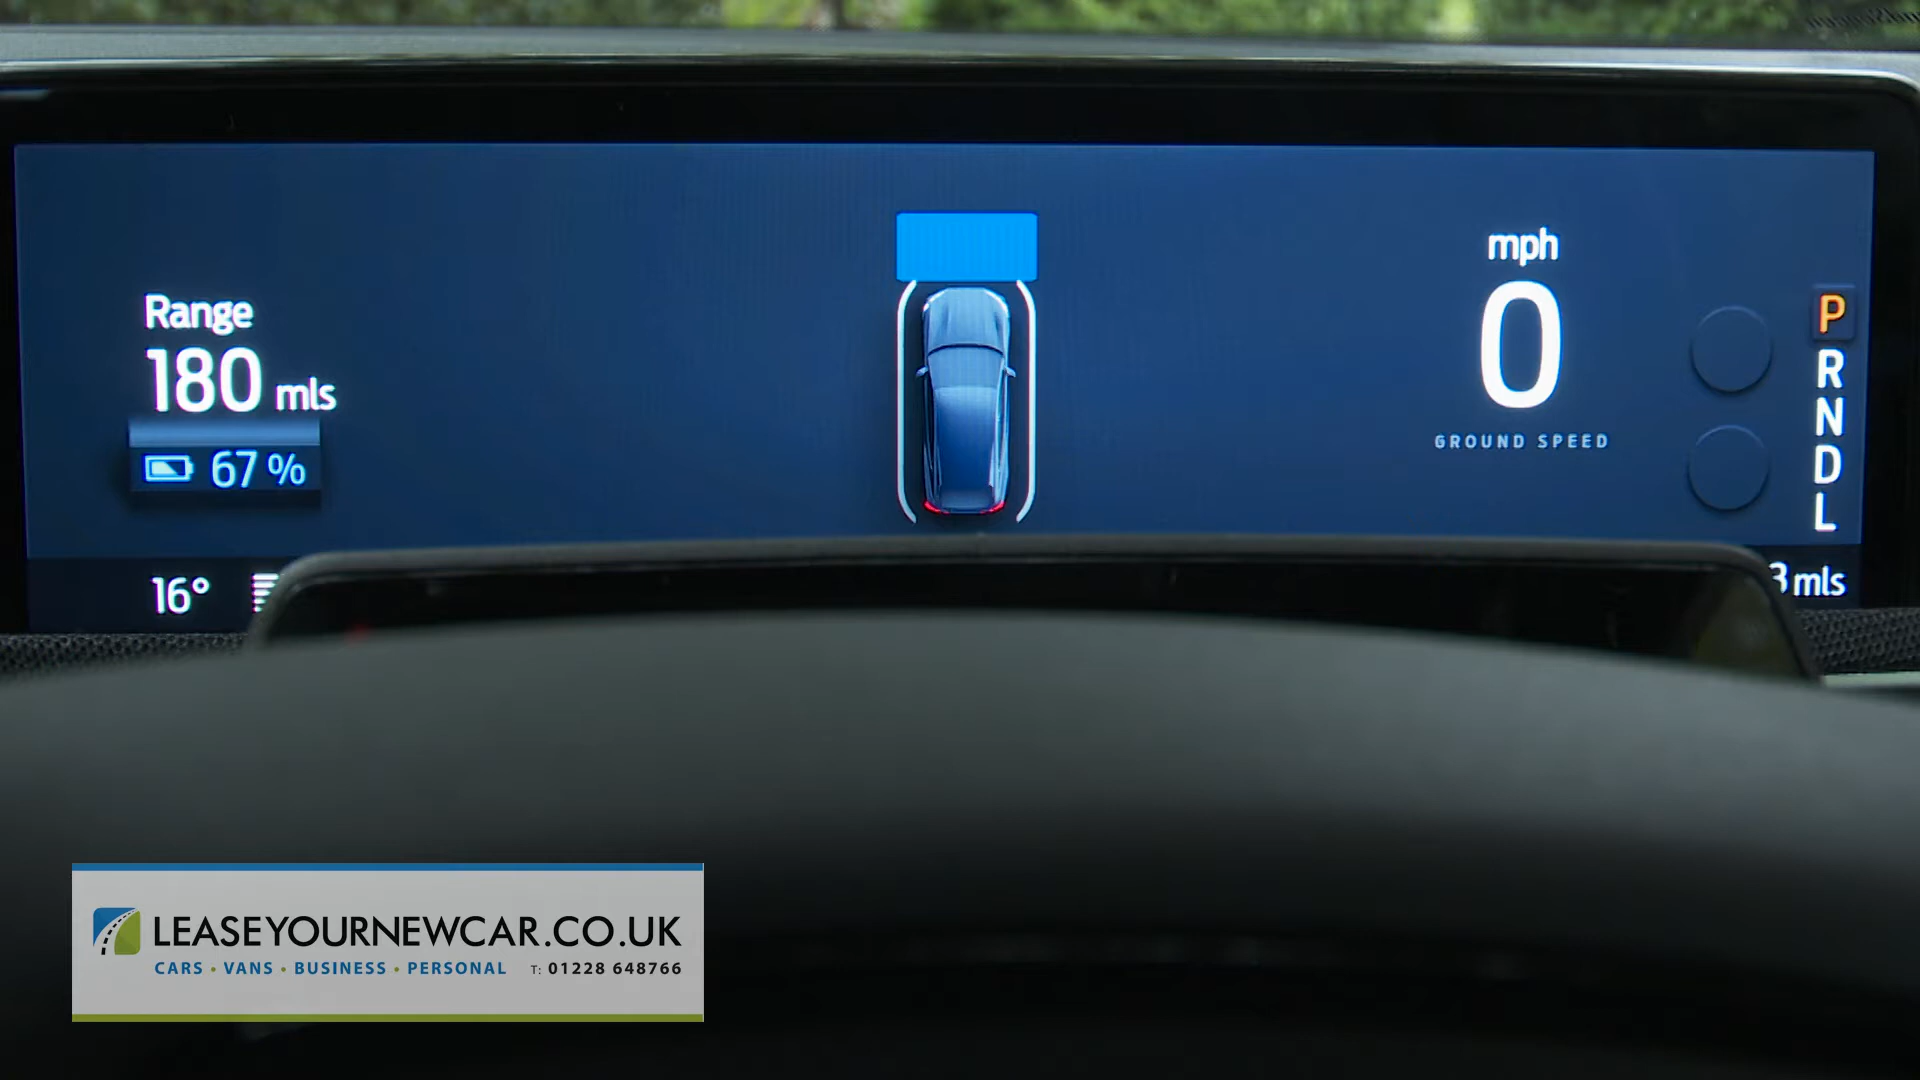 Range
180 mls
67 %
16°
mph
0
GROUND SPEED
P
R
N
D
L
3 mls
LEASEYOURNEWCAR.CO.UK
CARS • VANS • BUSINESS • PERSONAL T: 01228 648766